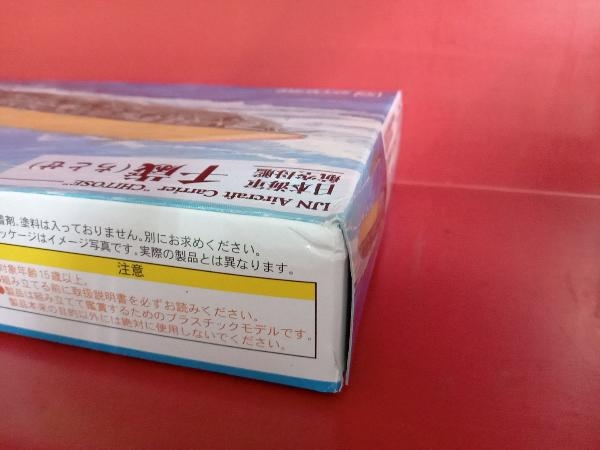 日本海軍
航空母艦
千歳(ちとせ)
IJN Aircraft Carrier "CHITOSE"
着剤、塗料は入っておりません。別にお求めください。
ッケージはイメージ写真です。実際の製品とは異なります。
注意
対象年齢15歳以上。
組み立てる前に取扱説明書を必ずお読みください。
製品は組み立てて鑑賞するためのプラスチックモデルです。
製品本来の目的以外には絶対に使用しないでください。